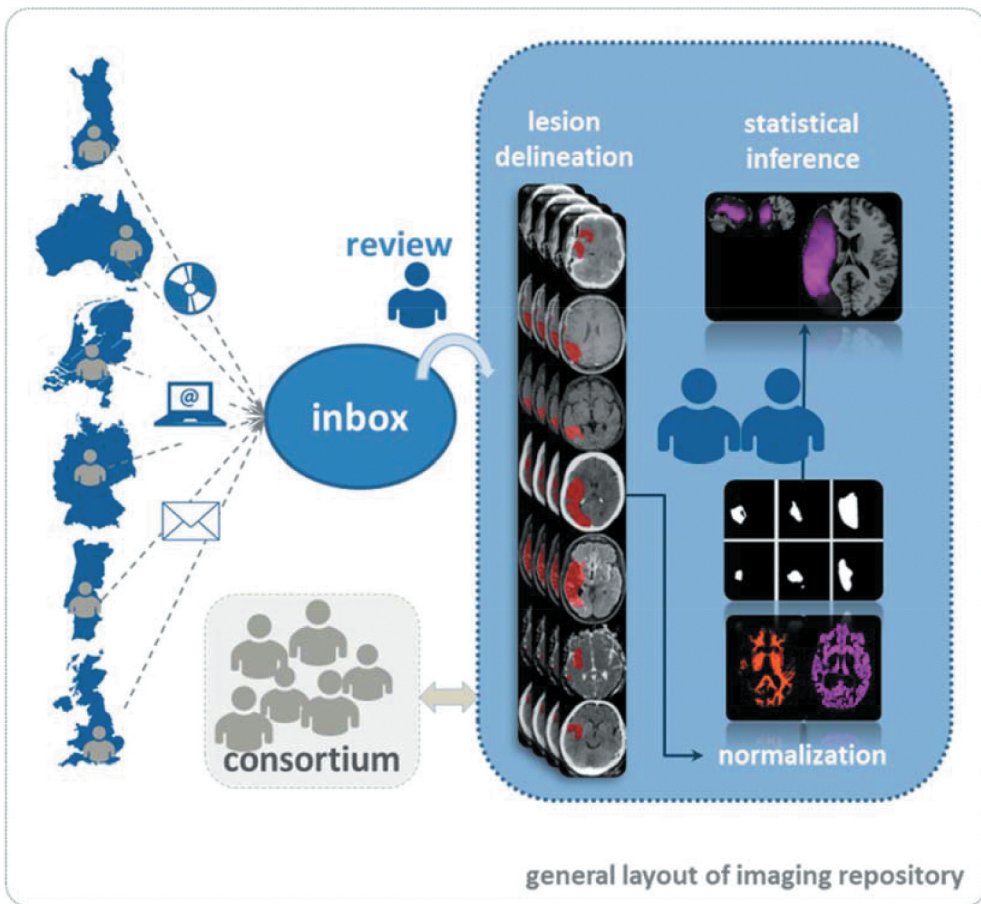 lesion
delineation
statistical
inference
review
@
inbox
consortium
normalization
general layout of imaging repository